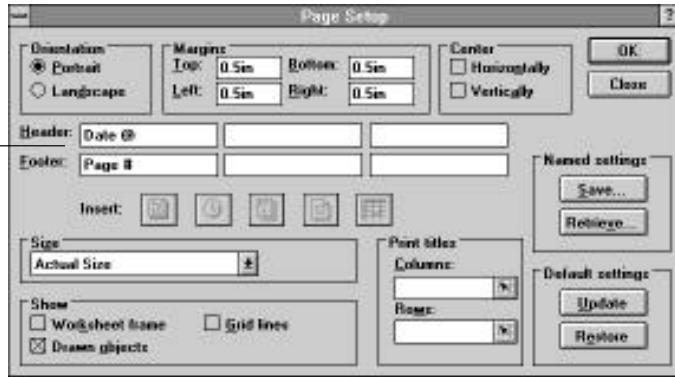 Page Setup
?
Orientation
Portrait
Landscape
Margins
Top: 0.5in Bottom: 0.5in
Left: 0.5in Right: 0.5in
Center
Horizontally
Vertically
OK
Close
Header: Date @
Footer: Page #
Insert:
Named settings
Save...
Retrieve...
Size
Actual Size
Print titles
Columns:
Rows:
Default settings
Update
Restore
Show
Worksheet frame Grid lines
Drawn objects